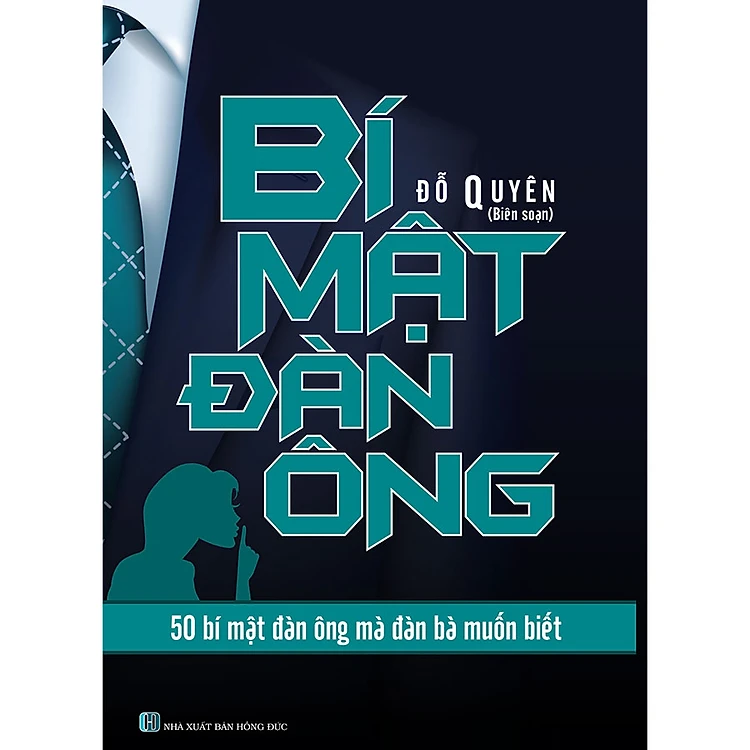 BÍ
ĐỖ QUYÊN
(Biên soạn)
MẬT
ĐÀN
ÔNG
50 bí mật đàn ông mà đàn bà muốn biết
NHÀ XUẤT BẢN HỒNG ĐỨC